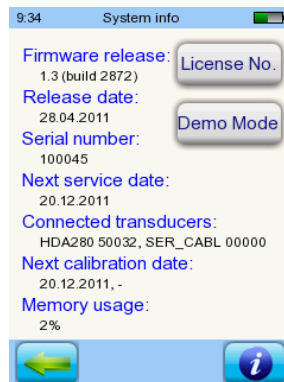 9:34 System info
Firmware release:
1.3 (build 2872)
License No.
Release date:
28.04.2011
Demo Mode
Serial number:
100045
Next service date:
20.12.2011
Connected transducers:
HDA280 50032, SER_CABL 00000
Next calibration date:
20.12.2011, -
Memory usage:
2%
i